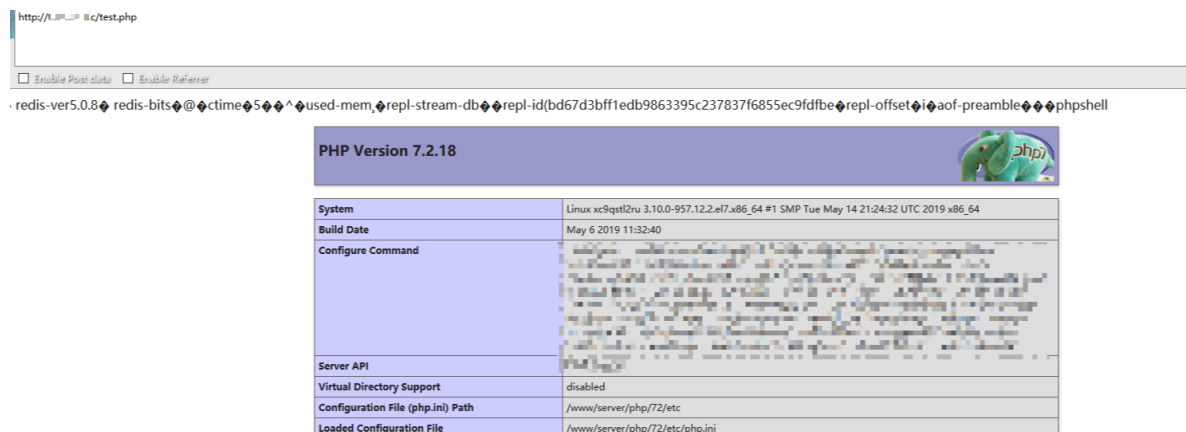 /test.php
Enable Post data Enable Referrer
redis-ver5.0.8� redis-bits�@�ctime�5��^�used-mem¸�repl-stream-db��repl-id(bd67d3bff1edb9863395c237837f6855ec9fdfbe�repl-offset�i�aof-preamble���phpshell
PHP Version 7.2.18
php
System Linux xc9qstl2ru 3.10.0-957.12.2.el7.x86_64 #1 SMP Tue May 14 21:24:32 UTC 2019 x86_64
Build Date May 6 2019 11:32:40
Configure Command
Server API
Virtual Directory Support disabled
Configuration File (php.ini) Path /www/server/php/72/etc
Loaded Configuration File /www/server/php/72/etc/php.ini